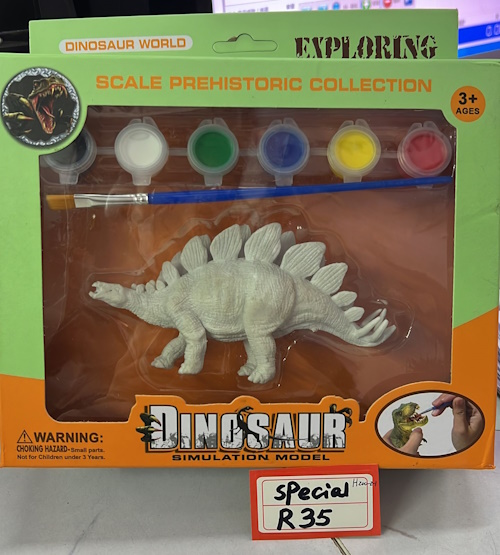 DINOSAUR WORLD
EXPLORING
SCALE PREHISTORIC COLLECTION
3+
AGES
DINOSAUR
SIMULATION MODEL
WARNING:
CHOKING HAZARD-Small parts.
Not for Children under 3 Years.
Special
R35